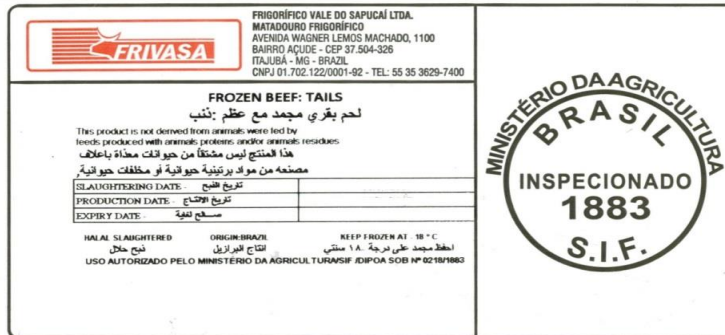 FRIVASA
FRIGORÍFICO VALE DO SAPUCAÍ LTDA.
MATADOURO FRIGORÍFICO
AVENIDA WAGNER LEMOS MACHADO, 1100
BAIRRO AÇUDE - CEP 37.504-326
ITAJUBÁ - MG - BRAZIL
CNPJ 01.702.122/0001-92 - TEL: 55 35 3629-7400
FROZEN BEEF: TAILS
لحم بقري مجمد مع عظم :ذنب
This product is not derived from animals were fed by
feeds produced with animals proteins and/or animals residues
هذا المنتج ليس مشتقاً من حيوانات مغذاة باعلاف
مصنعه من مواد برتينية حيوانية أو مخلفات حيوانية,
SLAUGHTERING DATE - تاريخ الذبح
PRODUCTION DATE - تاريخ الانتاج
EXPIRY DATE - صالح لغاية
HALAL SLAUGHTERED ORIGIN:BRAZIL KEEP FROZEN AT - 18 ° C
ذبح حلال انتاج البرازيل احفظ مجمد على درجة ١٨- سنتي
USO AUTORIZADO PELO MINISTÉRIO DA AGRICULTURA/SIF /DIPOA SOB Nº 0218/1883
MINISTÉRIO DA AGRICULTURA
BRASIL
INSPECIONADO
1883
S.I.F.